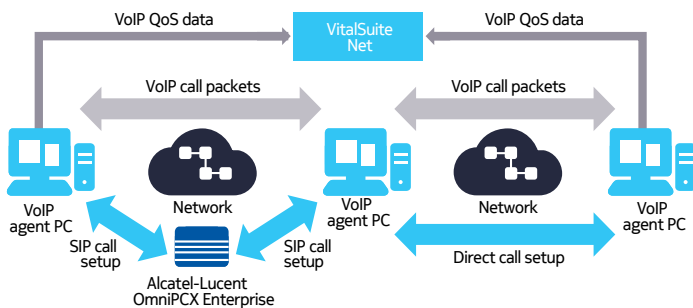 VoIP QoS data
VitalSuite
Net
VoIP QoS data
VoIP call packets
VoIP call packets
VoIP
agent PC
Network
VoIP
agent PC
Network
VoIP
agent PC
SIP call
setup
SIP call
setup
Direct call setup
Alcatel-Lucent
OmniPCX Enterprise